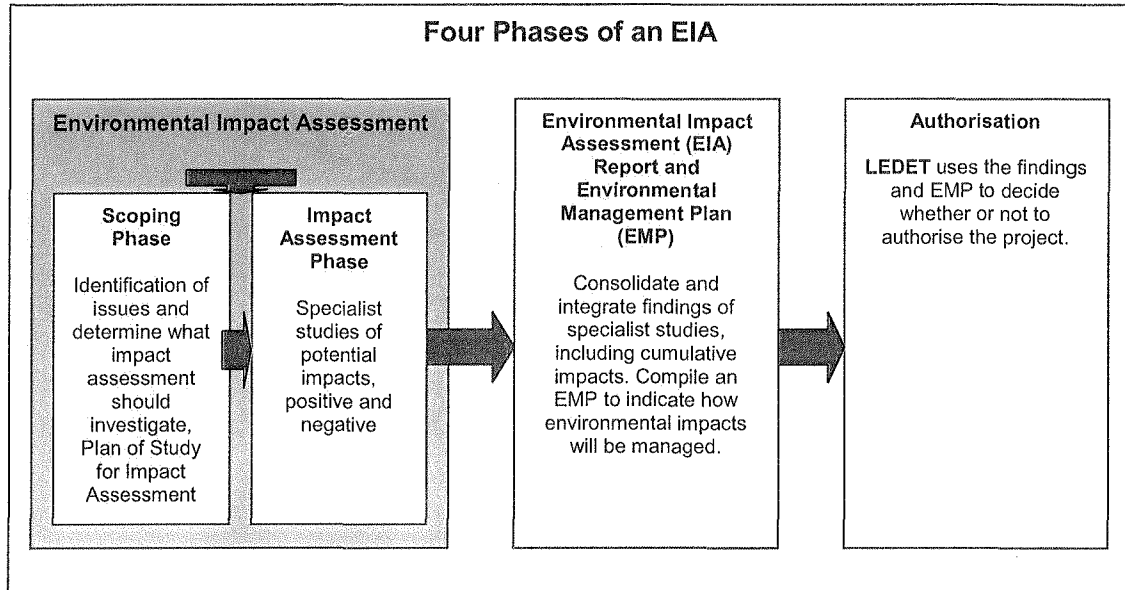 Four Phases of an EIA
Environmental Impact Assessment
Scoping
Phase
Identification of
issues and
determine what
impact
assessment
should
investigate,
Plan of Study
for Impact
Assessment
Impact
Assessment
Phase
Specialist
studies of
potential
impacts,
positive and
negative
Environmental Impact
Assessment (EIA)
Report and
Environmental
Management Plan
(EMP)
Consolidate and
integrate findings of
specialist studies,
including cumulative
impacts. Compile an
EMP to indicate how
environmental impacts
will be managed.
Authorisation
LEDET uses the findings
and EMP to decide
whether or not to
authorise the project.